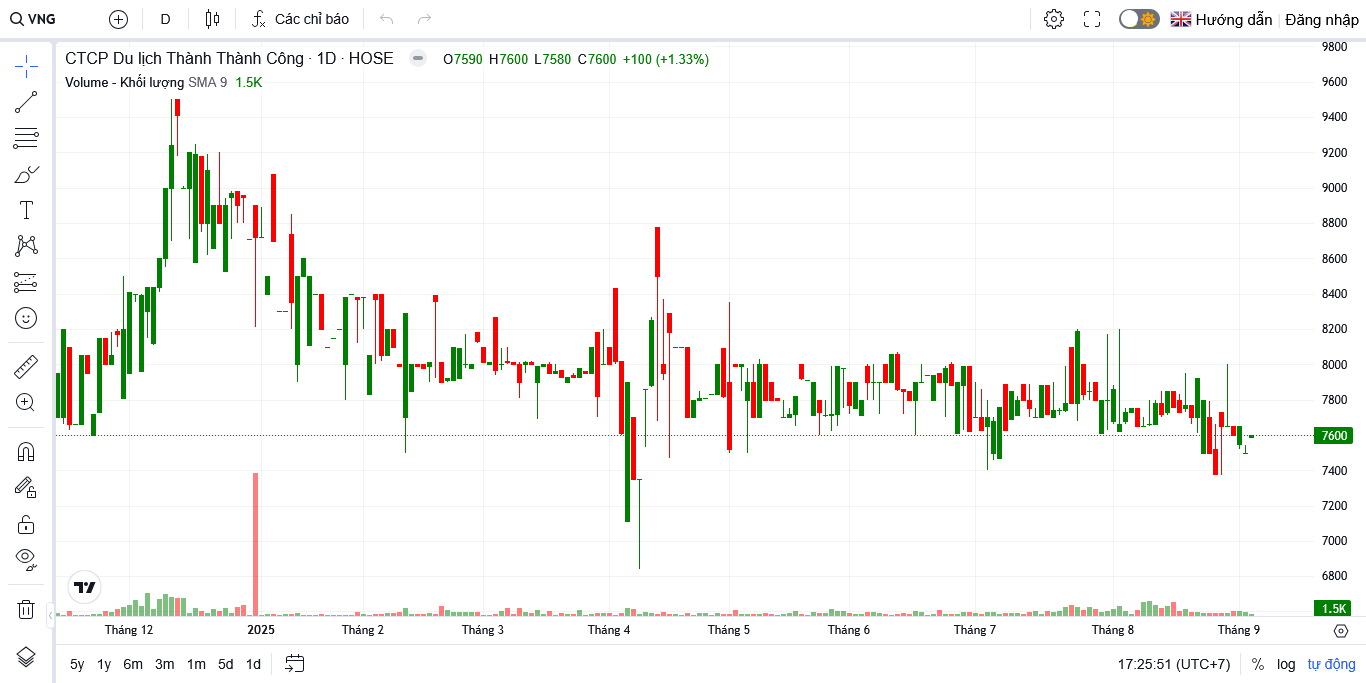 VNG D Các chỉ báo Hướng dẫn Đăng nhập
CTCP Du lịch Thành Thành Công · 1D · HOSE O7590 H7600 L7580 C7600 +100 (+1.33%)
Volume - Khối lượng SMA 9 1.5K
9800
9600
9400
9200
9000
8800
8600
8400
8200
8000
7800
7600
7400
7200
7000
6800
1.5K
Tháng 12 2025 Tháng 2 Tháng 3 Tháng 4 Tháng 5 Tháng 6 Tháng 7 Tháng 8 Tháng 9
5y 1y 6m 3m 1m 5d 1d 17:25:51 (UTC+7) % log tự động